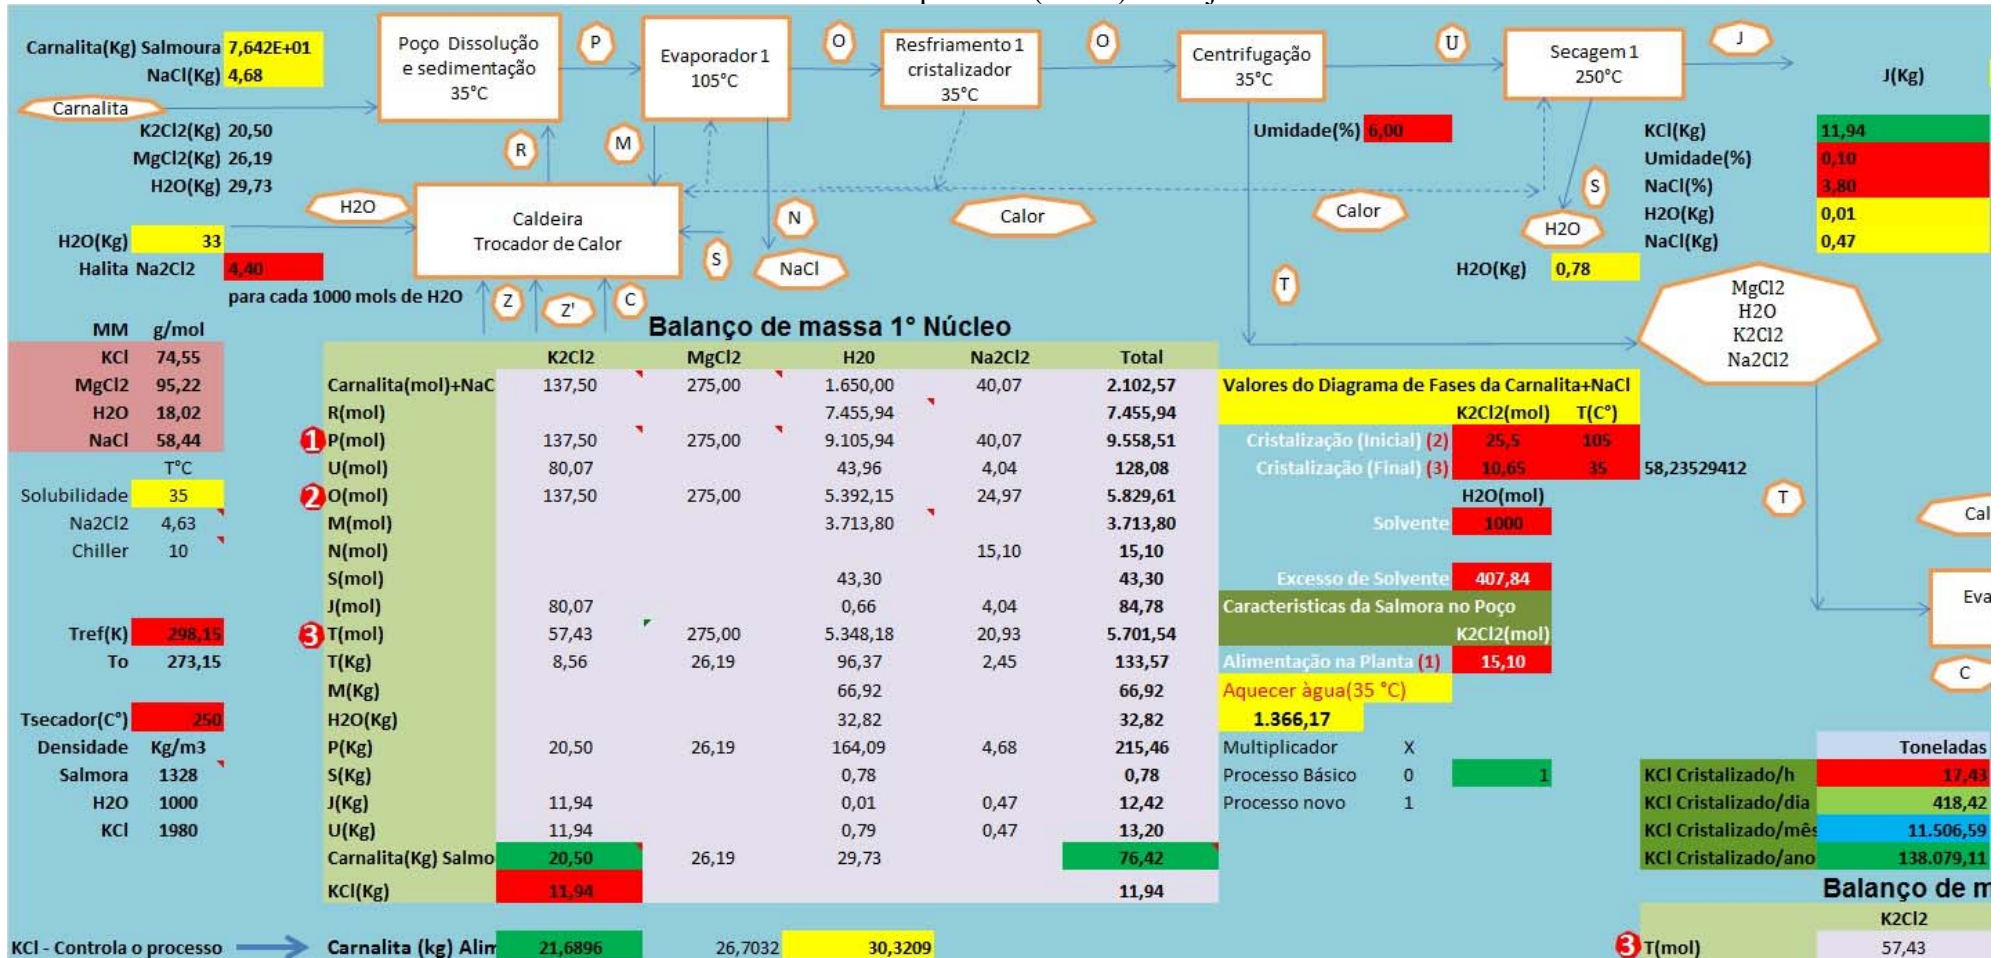 Carnalita(Kg) Salmoura 7,642E+01
NaCl(Kg) 4,68
Carnalita
K2Cl2(Kg) 20,50
MgCl2(Kg) 26,19
H2O(Kg) 29,73
H2O(Kg) 33
Halita Na2Cl2 4,40
para cada 1000 mols de H2O
Poço Dissolução
e sedimentação
35°C
P
Evaporador 1
105°C
O
Resfriamento 1
cristalizador
35°C
O
Centrifugação
35°C
U
Secagem 1
250°C
J
J(Kg)
R
M
H2O
Caldeira
Trocador de Calor
S
N
NaCl
Calor
Z
Z'
C
Umidade(%) 6,00
Calor
T
S
H2O
H2O(Kg) 0,78
KCl(Kg) 11,94
Umidade(%) 0,10
NaCl(%) 3,80
H2O(Kg) 0,01
NaCl(Kg) 0,47
MgCl2
H2O
K2Cl2
Na2Cl2
MM g/mol
KCl 74,55
MgCl2 95,22
H2O 18,02
NaCl 58,44
T°C
Solubilidade 35
Na2Cl2 4,63
Chiller 10
Tref(K) 298,15
To 273,15
Tsecador(C°) 250
Densidade Kg/m3
Salmora 1328
H2O 1000
KCl 1980
Balanço de massa 1° Núcleo
K2Cl2 MgCl2 H20 Na2Cl2 Total
Carnalita(mol)+NaC 137,50 275,00 1.650,00 40,07 2.102,57
R(mol) 7.455,94 7.455,94
1 P(mol) 137,50 275,00 9.105,94 40,07 9.558,51
U(mol) 80,07 43,96 4,04 128,08
2 O(mol) 137,50 275,00 5.392,15 24,97 5.829,61
M(mol) 3.713,80 3.713,80
N(mol) 15,10 15,10
S(mol) 43,30 43,30
J(mol) 80,07 0,66 4,04 84,78
3 T(mol) 57,43 275,00 5.348,18 20,93 5.701,54
T(Kg) 8,56 26,19 96,37 2,45 133,57
M(Kg) 66,92 66,92
H2O(Kg) 32,82 32,82
P(Kg) 20,50 26,19 164,09 4,68 215,46
S(Kg) 0,78 0,78
J(Kg) 11,94 0,01 0,47 12,42
U(Kg) 11,94 0,79 0,47 13,20
Carnalita(Kg) Salmo 20,50 26,19 29,73 76,42
KCl(Kg) 11,94 11,94
KCl - Controla o processo Carnalita (kg) Alim 21,6896 26,7032 30,3209
Valores do Diagrama de Fases da Carnalita+NaCl
K2Cl2(mol) T(C°)
Cristalização (Inicial) (2) 25,5 105
Cristalização (Final) (3) 10,65 35 58,23529412
H2O(mol)
Solvente 1000
Excesso de Solvente 407,84
Caracteristicas da Salmora no Poço
K2Cl2(mol)
Alimentação na Planta (1) 15,10
Aquecer àgua(35 °C)
1.366,17
Multiplicador X
Processo Básico 0 1
Processo novo 1
T
Cal
Eva
C
Toneladas
KCl Cristalizado/h 17,43
KCl Cristalizado/dia 418,42
KCl Cristalizado/mês 11.506,59
KCl Cristalizado/ano 138.079,11
Balanço de m
K2Cl2
3 T(mol) 57,43